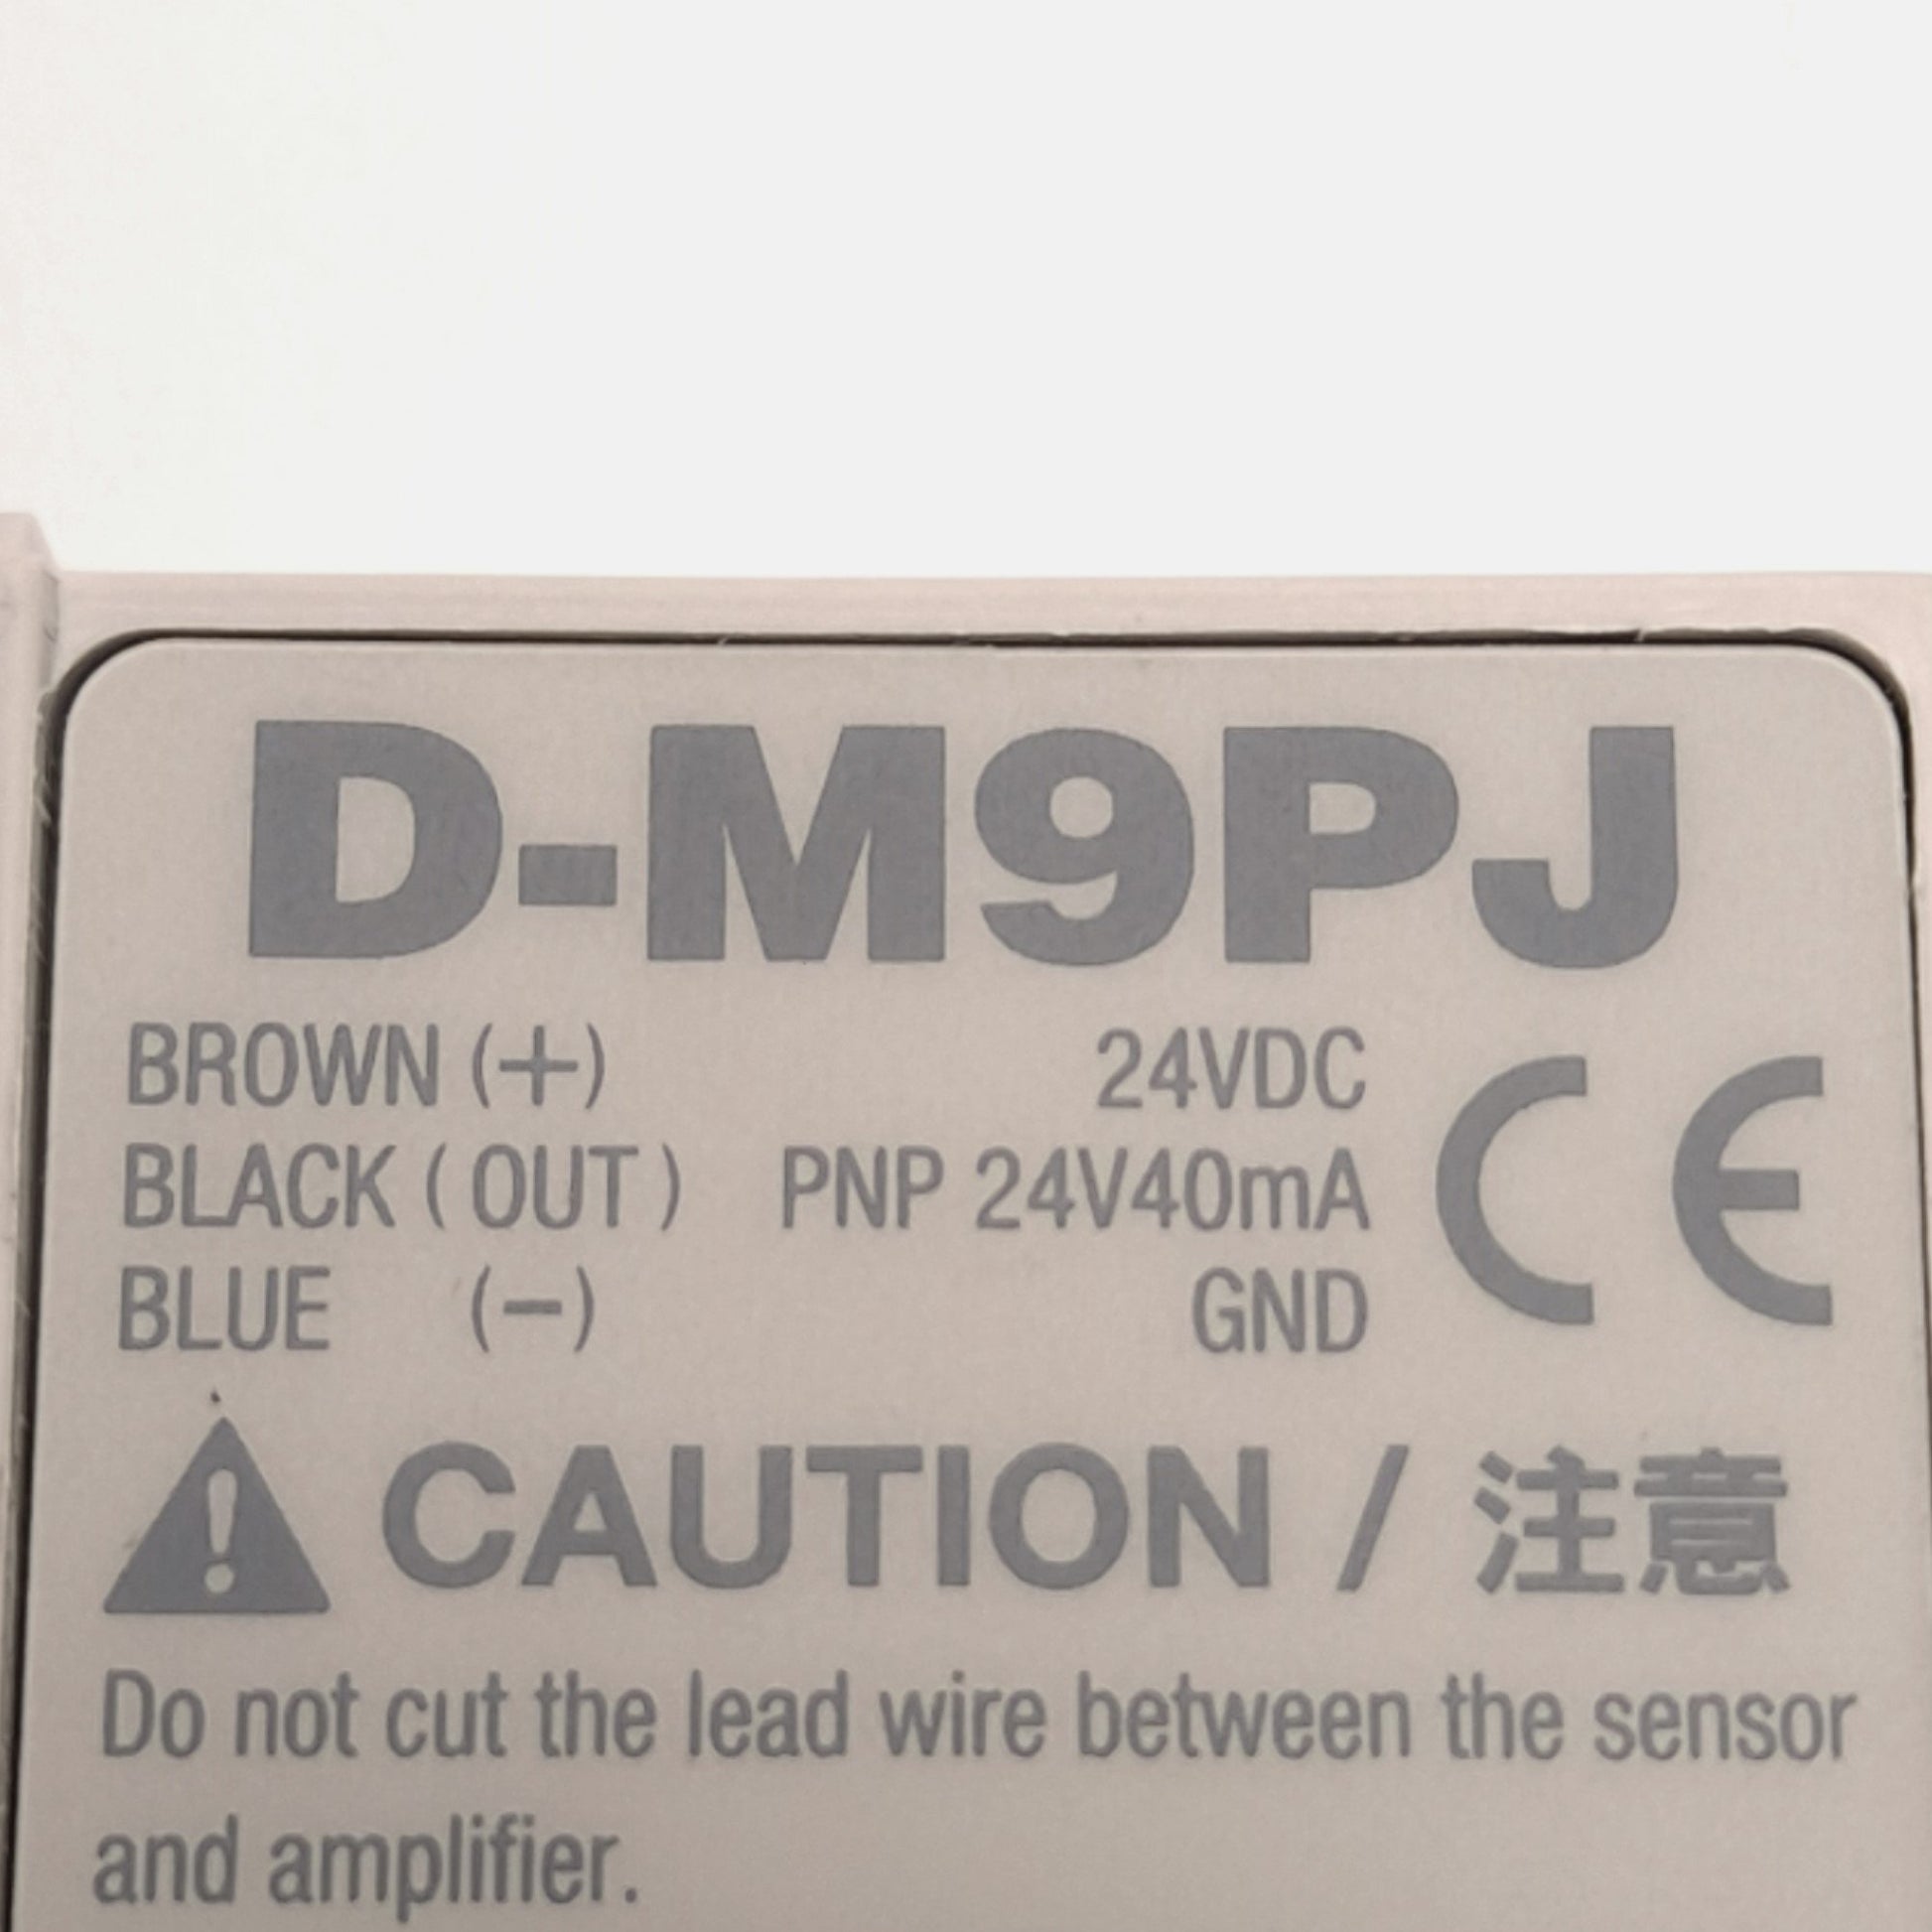 D-M9PJ
BROWN (+) 24VDC
BLACK ( OUT ) PNP 24V40mA
BLUE (−) GND
CE
! CAUTION / 注意
Do not cut the lead wire between the sensor
and amplifier.